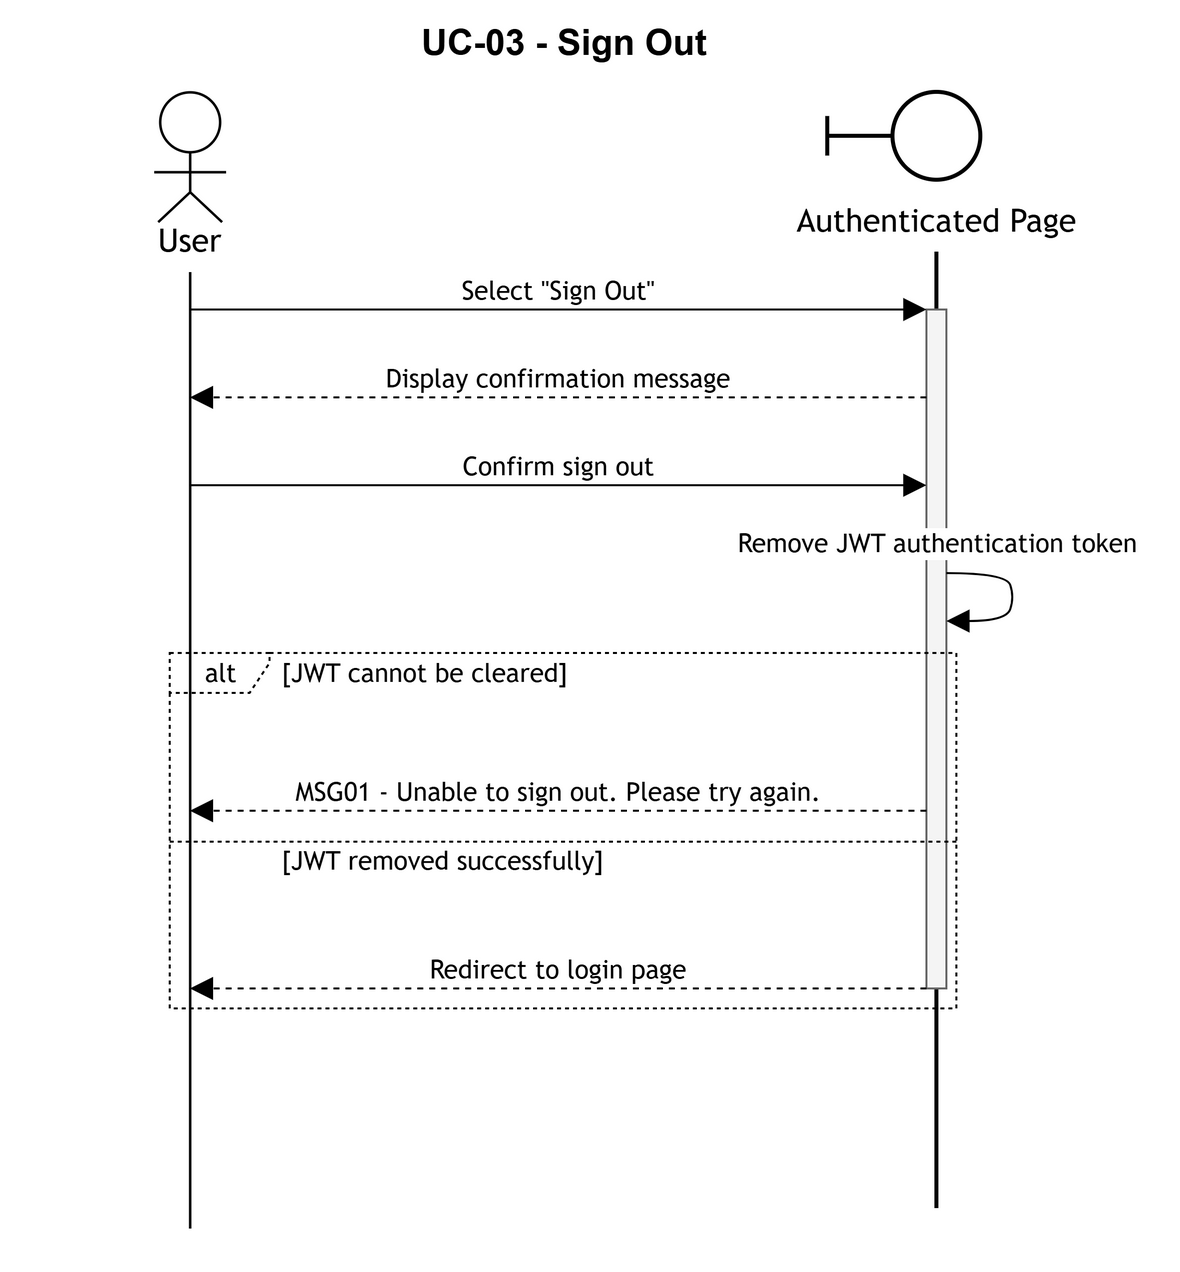 UC-03 - Sign Out
User
Authenticated Page
Select "Sign Out"
Display confirmation message
Confirm sign out
Remove JWT authentication token
alt
[JWT cannot be cleared]
MSG01 - Unable to sign out. Please try again.
[JWT removed successfully]
Redirect to login page